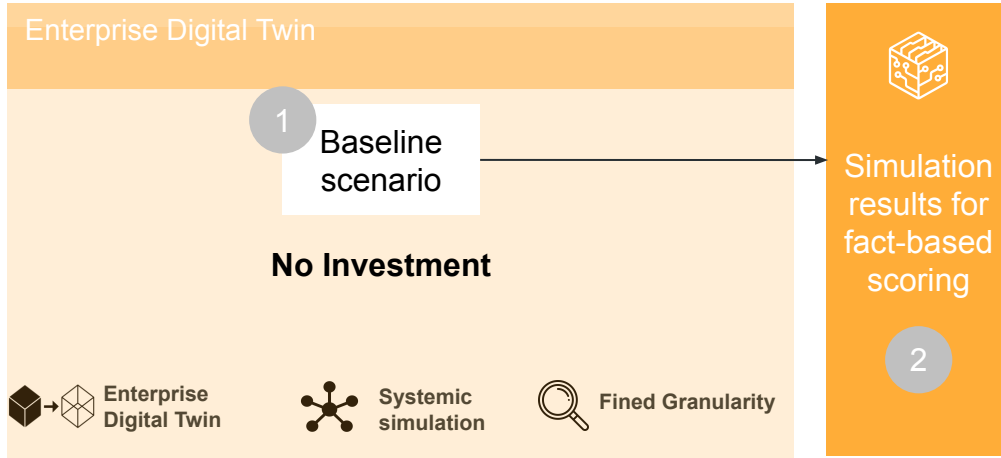 Enterprise Digital Twin
1
Baseline
scenario
No Investment
Enterprise
Digital Twin
Systemic
simulation
Fined Granularity
Simulation
results for
fact-based
scoring
2